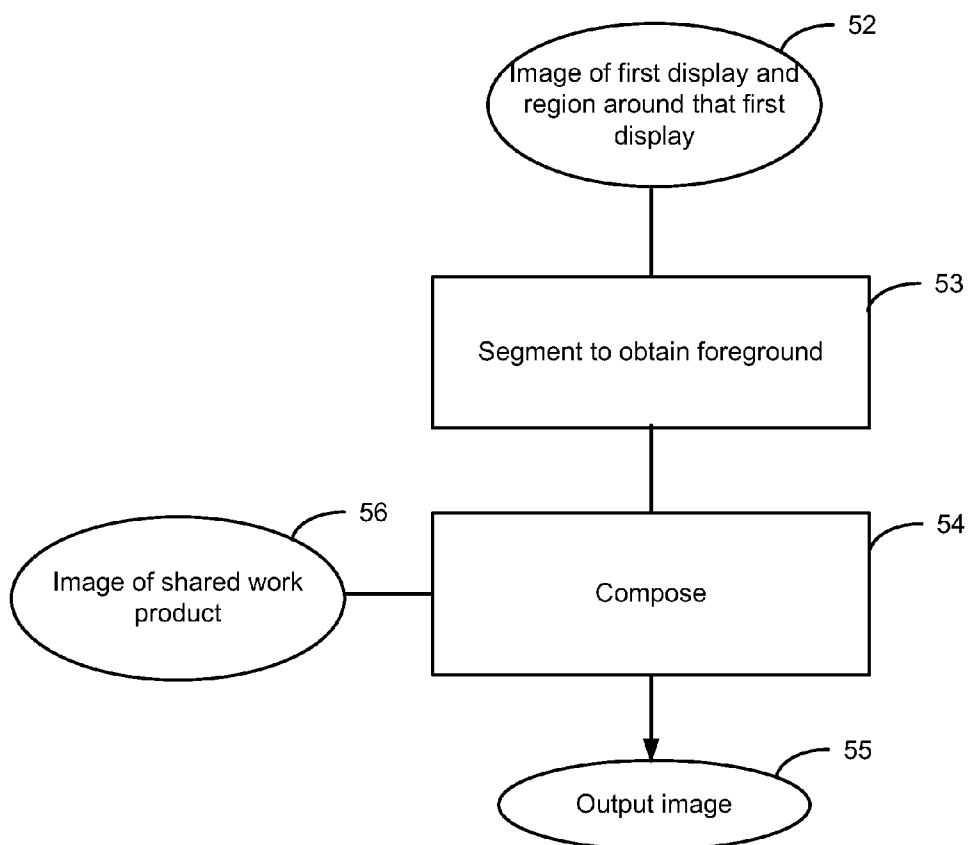 52
Image of first display and
region around that first
display
53
Segment to obtain foreground
56
Image of shared work
product
54
Compose
55
Output image